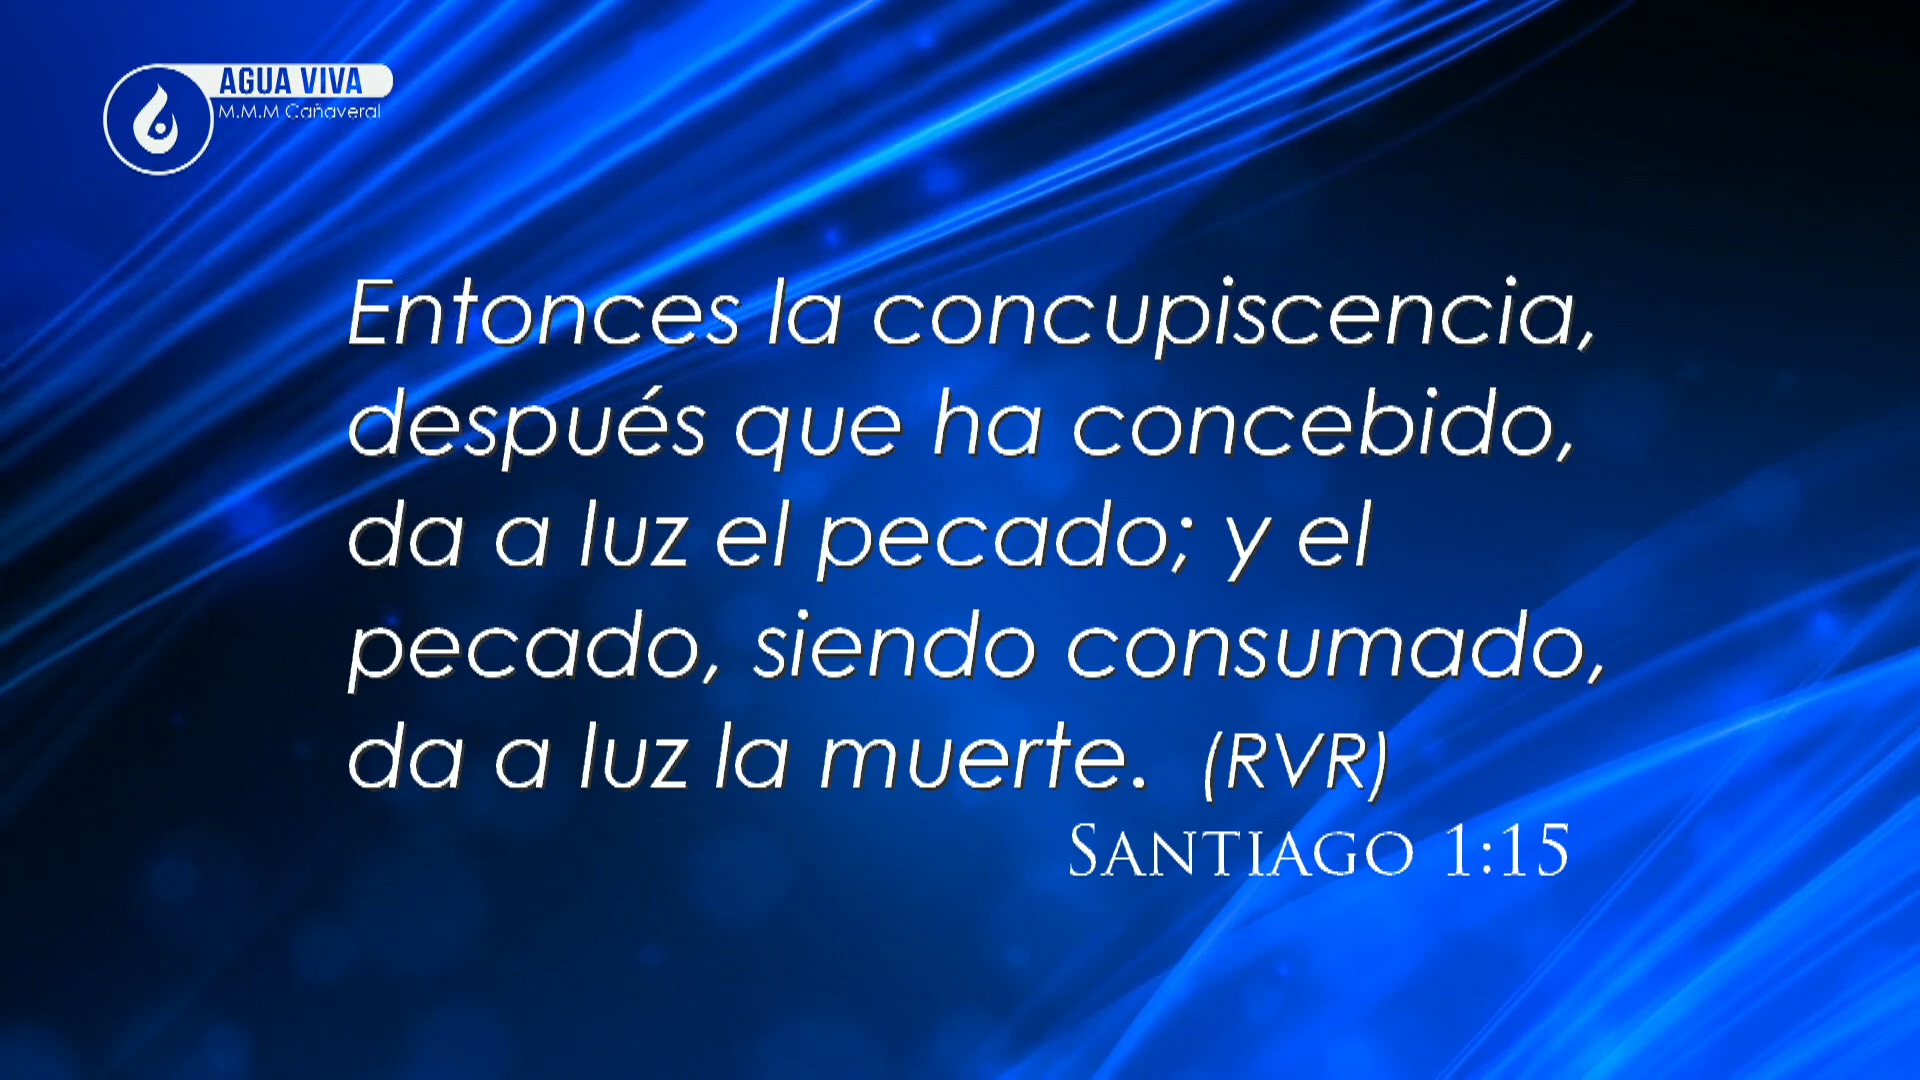 AGUA VIVA
M.M.M Cañaveral
Entonces la concupiscencia,
después que ha concebido,
da a luz el pecado; y el
pecado, siendo consumado,
da a luz la muerte. (RVR)
SANTIAGO 1:15